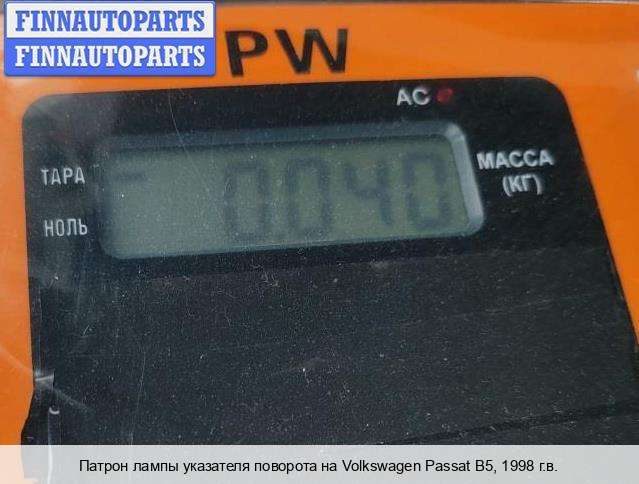 FINNAUTOPARTS
FINNAUTOPARTS
PW
AC
ТАРА
НОЛЬ
0.040
МАССА
(КГ)
Патрон лампы указателя поворота на Volkswagen Passat B5, 1998 г.в.